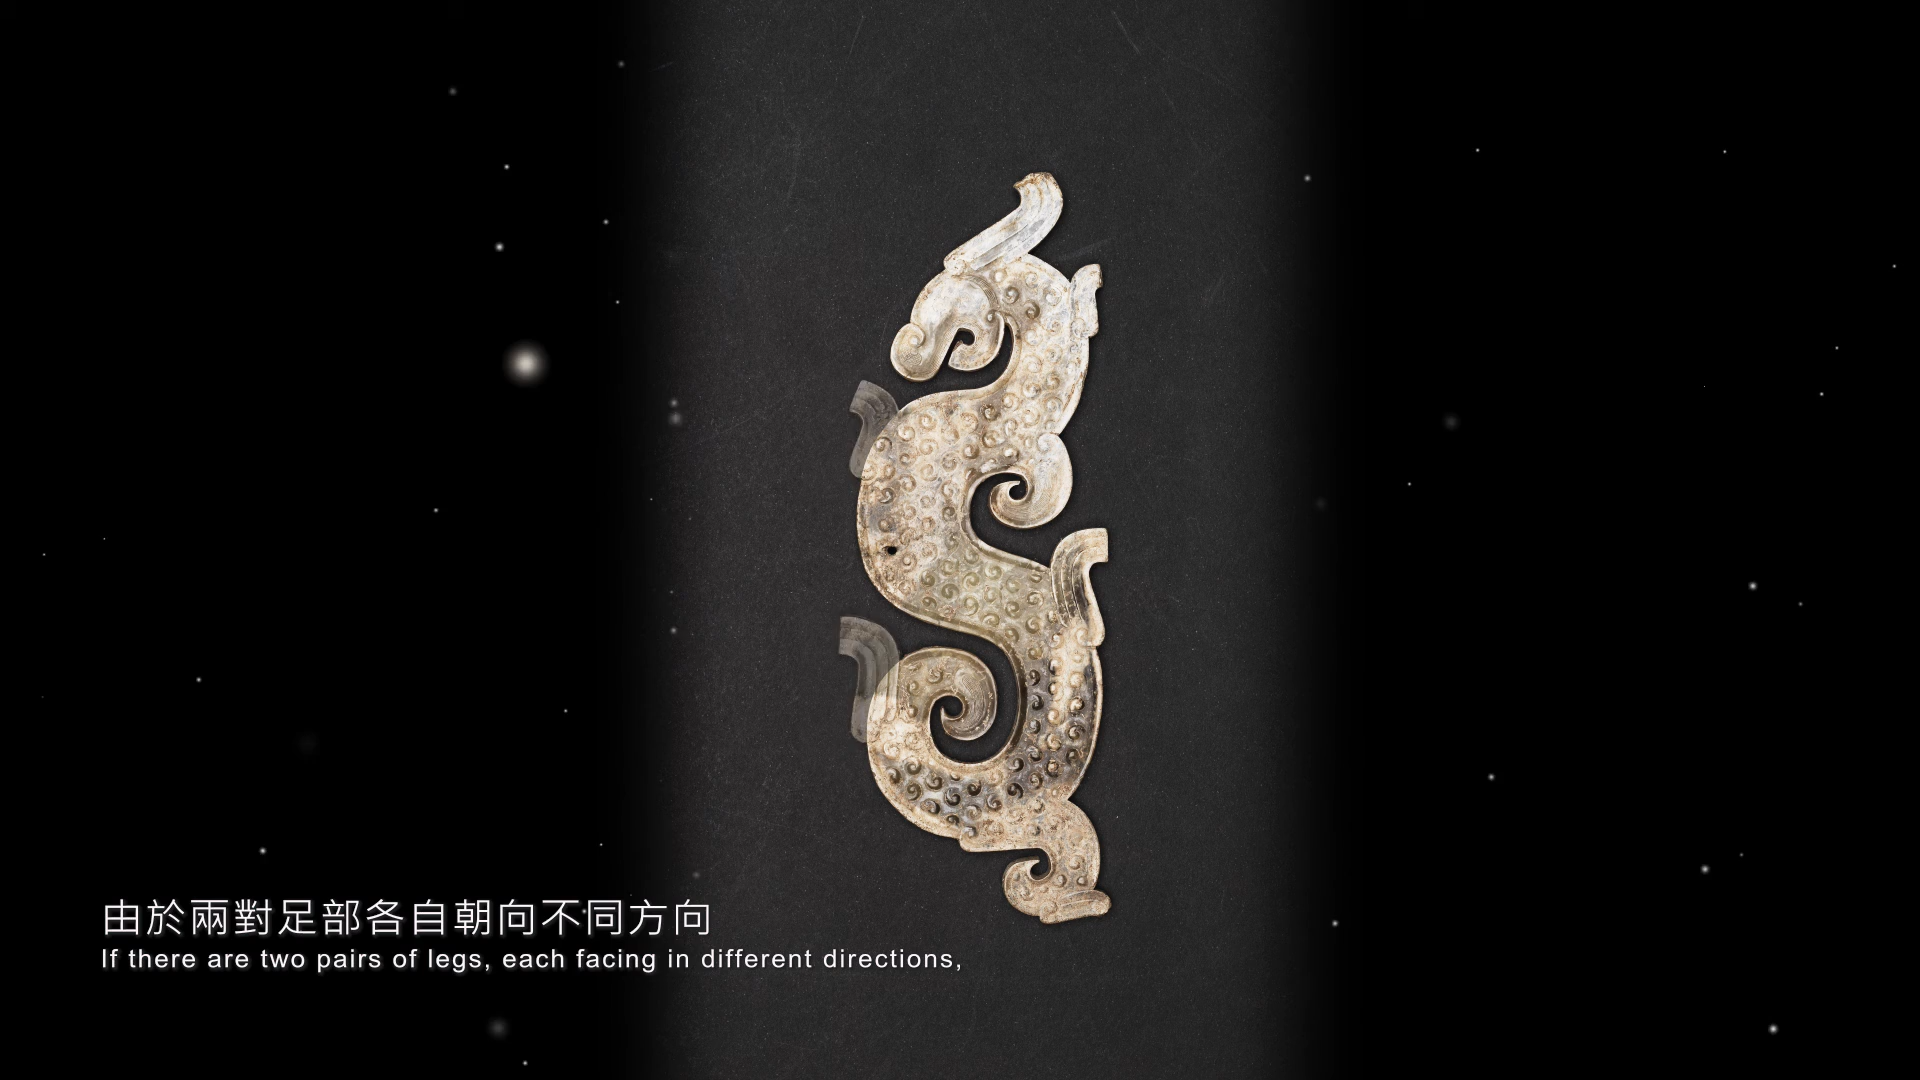 由於兩對足部各自朝向不同方向
If there are two pairs of legs, each facing in different directions,